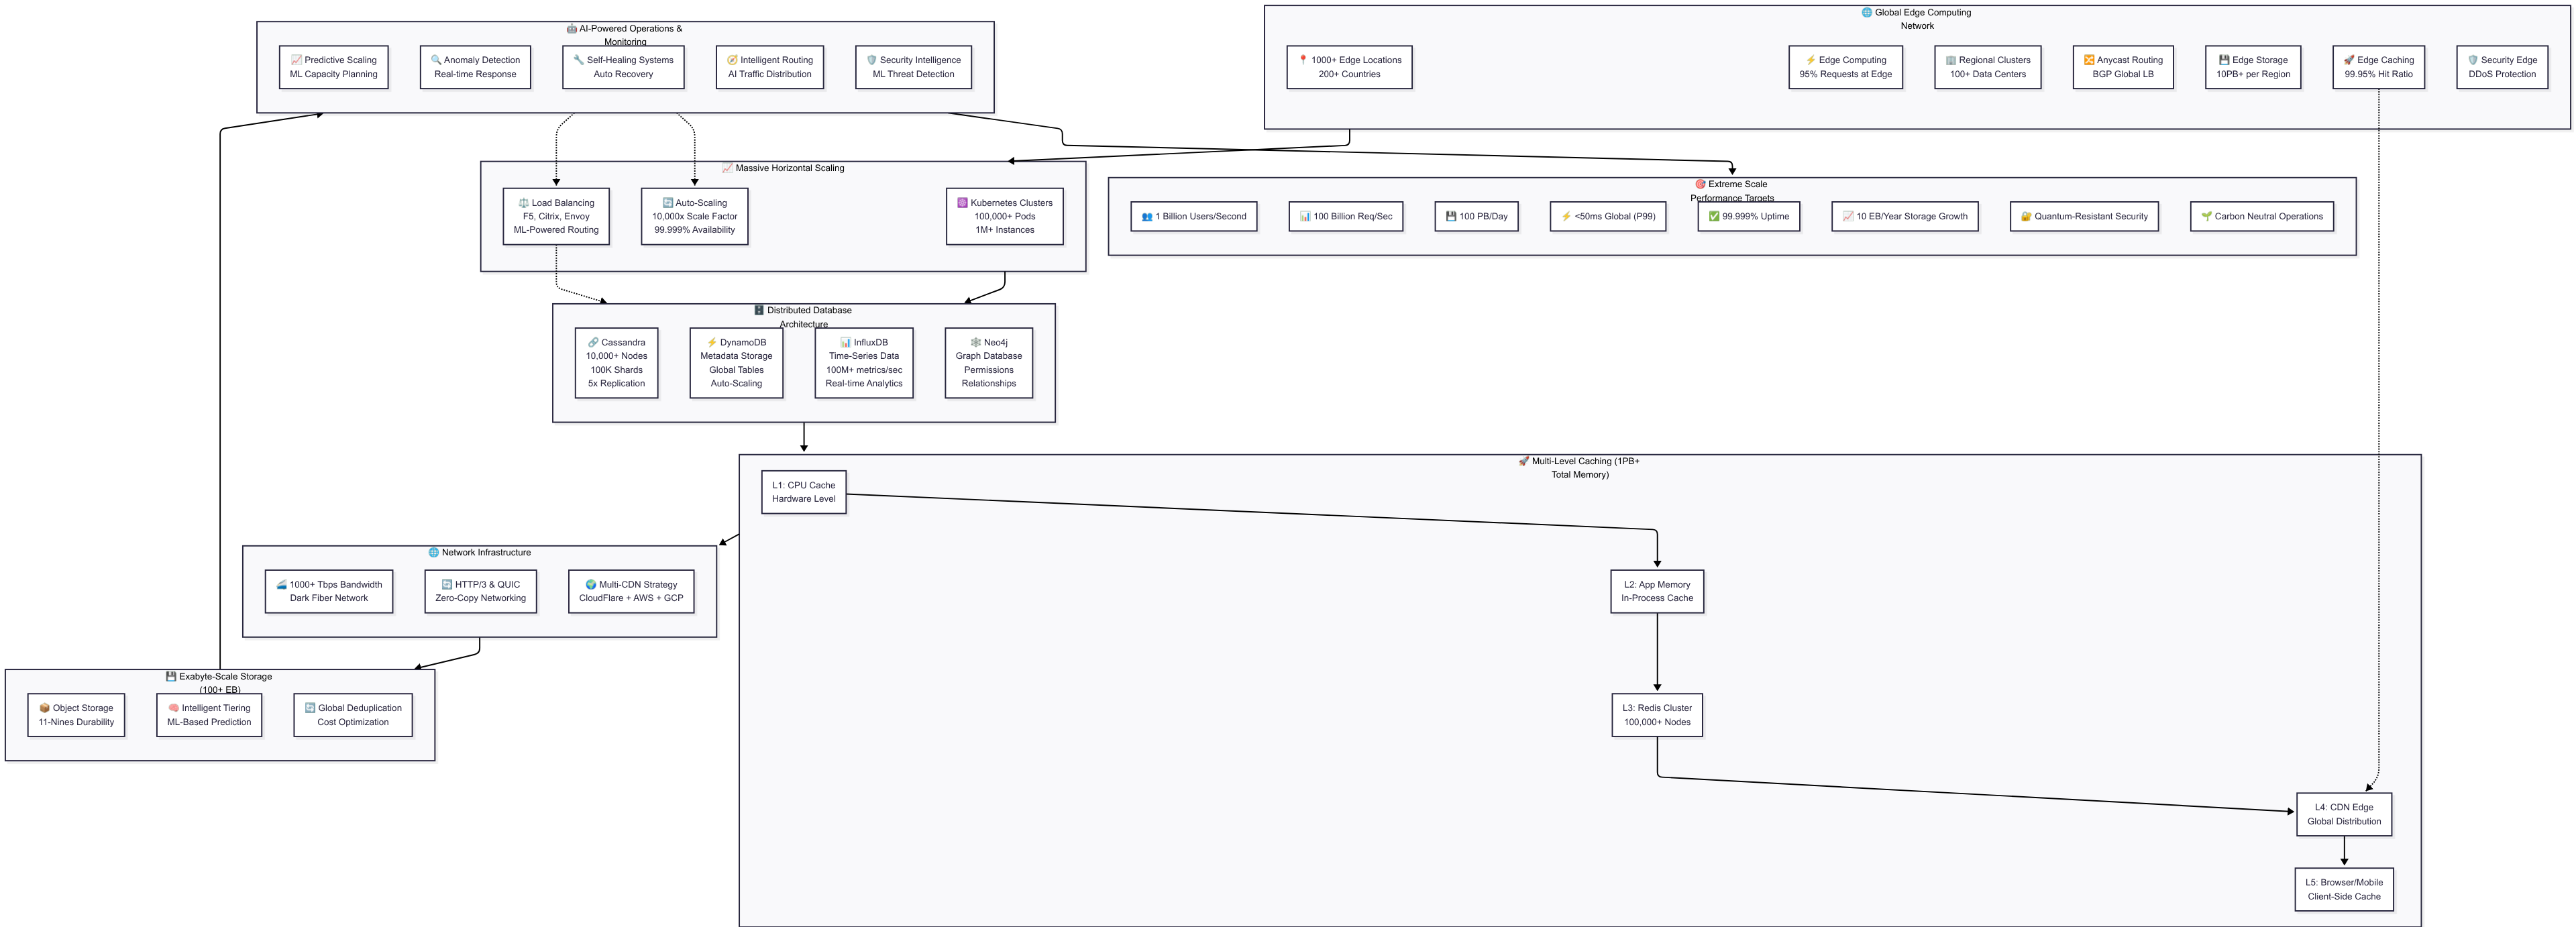 🤖 AI-Powered Operations &
Monitoring
📈 Predictive Scaling
ML Capacity Planning
🔍 Anomaly Detection
Real-time Response
🔧 Self-Healing Systems
Auto Recovery
🧭 Intelligent Routing
AI Traffic Distribution
🛡️ Security Intelligence
ML Threat Detection
🌐 Global Edge Computing
Network
📍 1000+ Edge Locations
200+ Countries
⚡ Edge Computing
95% Requests at Edge
🏢 Regional Clusters
100+ Data Centers
🔀 Anycast Routing
BGP Global LB
💾 Edge Storage
10PB+ per Region
🚀 Edge Caching
99.95% Hit Ratio
🛡️ Security Edge
DDoS Protection
📈 Massive Horizontal Scaling
⚖️ Load Balancing
F5, Citrix, Envoy
ML-Powered Routing
🔄 Auto-Scaling
10,000x Scale Factor
99.999% Availability
☸️ Kubernetes Clusters
100,000+ Pods
1M+ Instances
🎯 Extreme Scale
Performance Targets
👥 1 Billion Users/Second
📊 100 Billion Req/Sec
💾 100 PB/Day
⚡ <50ms Global (P99)
✅ 99.999% Uptime
📈 10 EB/Year Storage Growth
🔐 Quantum-Resistant Security
🌱 Carbon Neutral Operations
🗄️ Distributed Database
Architecture
🔗 Cassandra
10,000+ Nodes
100K Shards
5x Replication
⚡ DynamoDB
Metadata Storage
Global Tables
Auto-Scaling
📊 InfluxDB
Time-Series Data
100M+ metrics/sec
Real-time Analytics
🕸️ Neo4j
Graph Database
Permissions
Relationships
🚀 Multi-Level Caching (1PB+
Total Memory)
L1: CPU Cache
Hardware Level
L2: App Memory
In-Process Cache
L3: Redis Cluster
100,000+ Nodes
L4: CDN Edge
Global Distribution
L5: Browser/Mobile
Client-Side Cache
🌐 Network Infrastructure
🚄 1000+ Tbps Bandwidth
Dark Fiber Network
🔄 HTTP/3 & QUIC
Zero-Copy Networking
🌍 Multi-CDN Strategy
CloudFlare + AWS + GCP
💾 Exabyte-Scale Storage
(100+ EB)
📦 Object Storage
11-Nines Durability
🧠 Intelligent Tiering
ML-Based Prediction
🔄 Global Deduplication
Cost Optimization